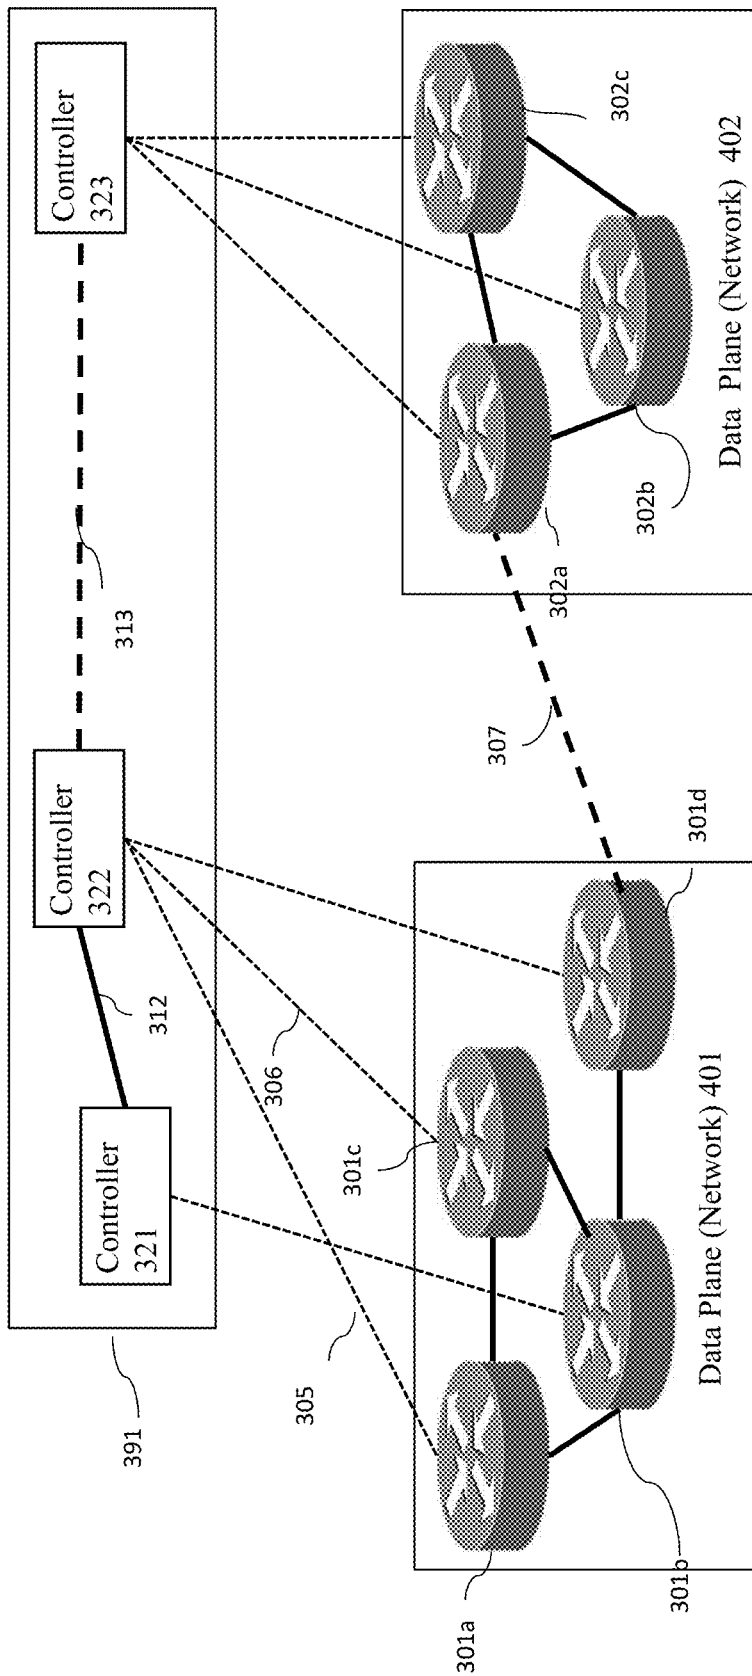 391
Controller
321
312
Controller
322
313
Controller
323
305
306
307
301a
301b
301c
301d
Data Plane (Network) 401
302a
302b
302c
Data Plane (Network) 402